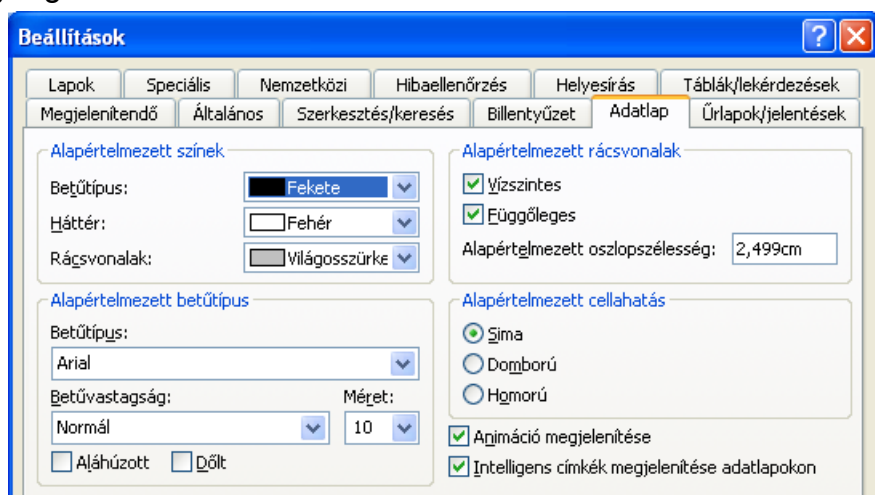 Beállítások
Lapok Speciális Nemzetközi Hibaellenőrzés Helyesírás Táblák/lekérdezések
Megjelenítendő Általános Szerkesztés/keresés Billentyűzet Adatlap Űrlapok/jelentések
Alapértelmezett színek
Betűtípus: Fekete
Háttér: Fehér
Rácsvonalak: Világosszürke
Alapértelmezett rácsvonalak
Vízszintes
Függőleges
Alapértelmezett oszlopszélesség: 2,499cm
Alapértelmezett betűtípus
Betűtípus:
Arial
Betűvastagság: Méret:
Normál 10
Aláhúzott Dőlt
Alapértelmezett cellahatás
Sima
Domború
Homorú
Animáció megjelenítése
Intelligens címkék megjelenítése adatlapokon